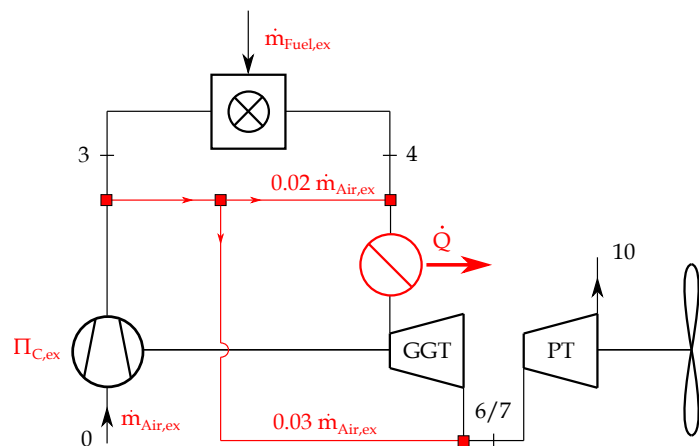 ṁFuel,ex
3
4
0.02 ṁAir,ex
Q̇
10
ΠC,ex
GGT
PT
6/7
0.03 ṁAir,ex
ṁAir,ex
0